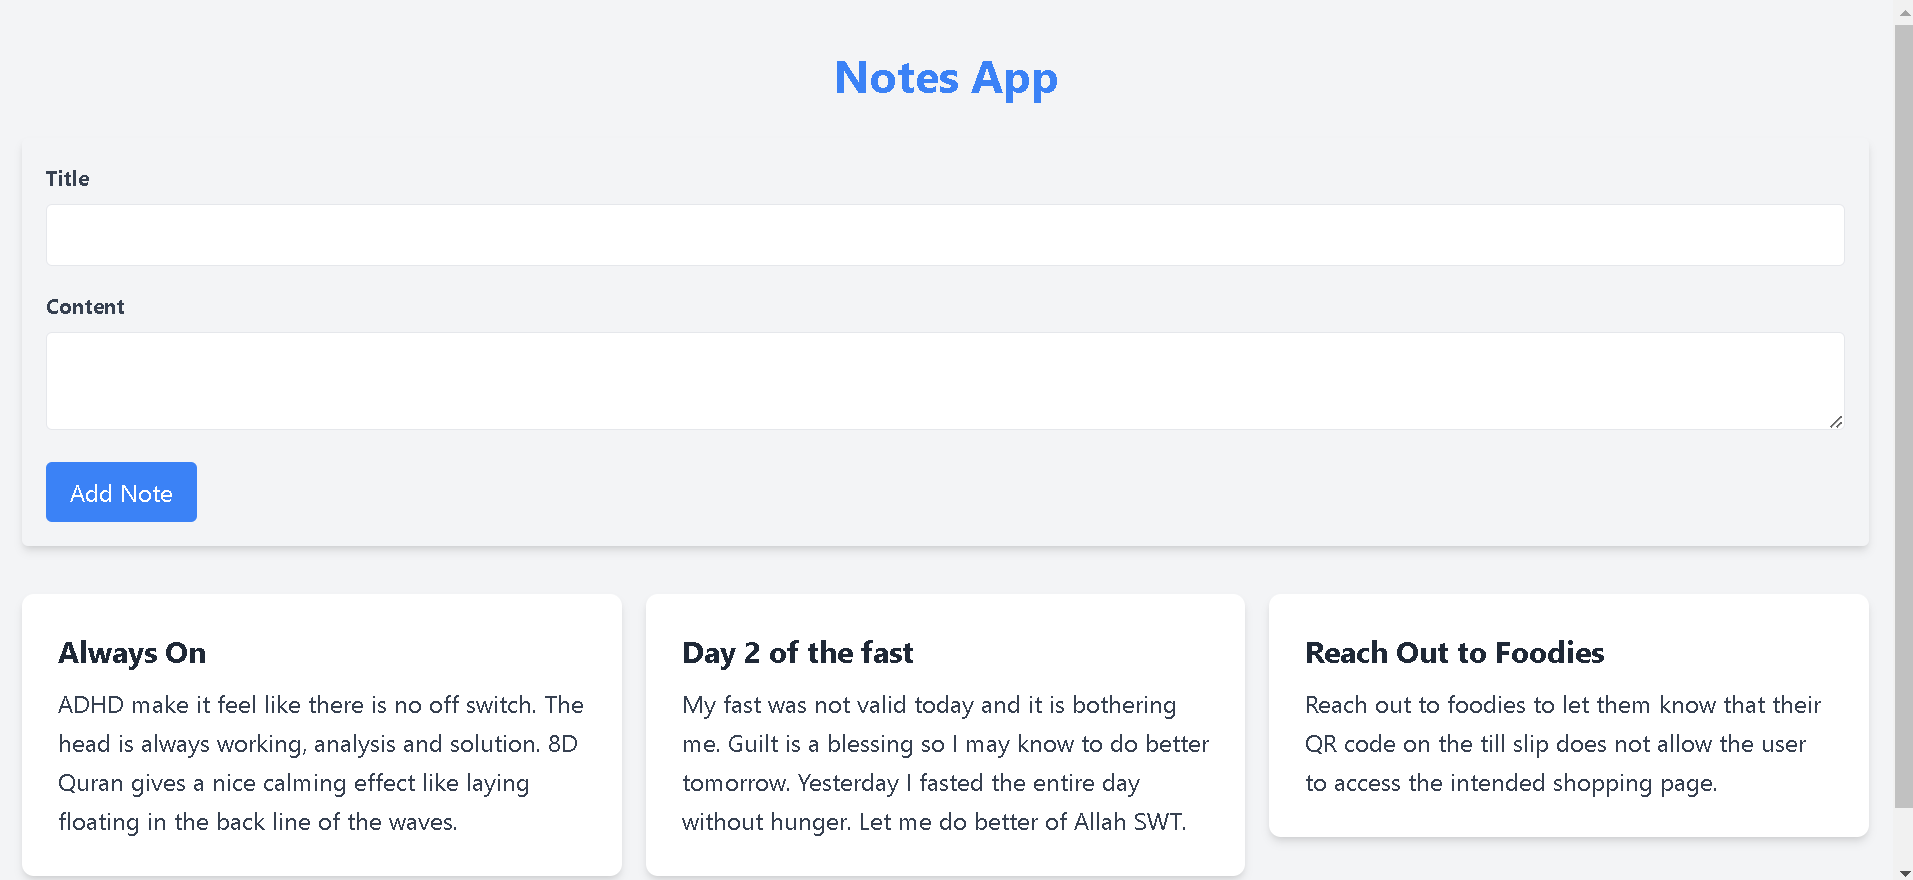 Notes App
Title
Content
Add Note
Always On
ADHD make it feel like there is no off switch. The
head is always working, analysis and solution. 8D
Quran gives a nice calming effect like laying
floating in the back line of the waves.
Day 2 of the fast
My fast was not valid today and it is bothering
me. Guilt is a blessing so I may know to do better
tomorrow. Yesterday I fasted the entire day
without hunger. Let me do better of Allah SWT.
Reach Out to Foodies
Reach out to foodies to let them know that their
QR code on the till slip does not allow the user
to access the intended shopping page.